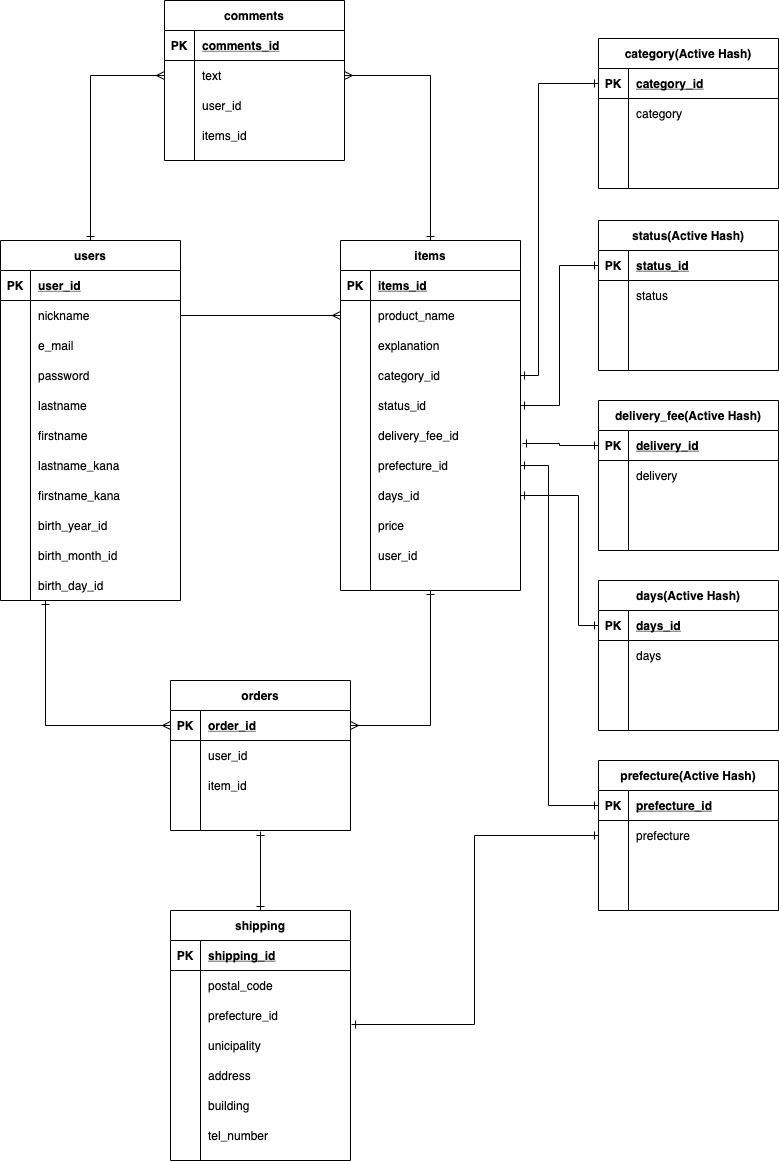 comments
PK comments_id
text
user_id
items_id
category(Active Hash)
PK category_id
category
users
PK user_id
nickname
e_mail
password
lastname
firstname
lastname_kana
firstname_kana
birth_year_id
birth_month_id
birth_day_id
items
PK items_id
product_name
explanation
category_id
status_id
delivery_fee_id
prefecture_id
days_id
price
user_id
status(Active Hash)
PK status_id
status
delivery_fee(Active Hash)
PK delivery_id
delivery
days(Active Hash)
PK days_id
days
orders
PK order_id
user_id
item_id
prefecture(Active Hash)
PK prefecture_id
prefecture
shipping
PK shipping_id
postal_code
prefecture_id
unicipality
address
building
tel_number